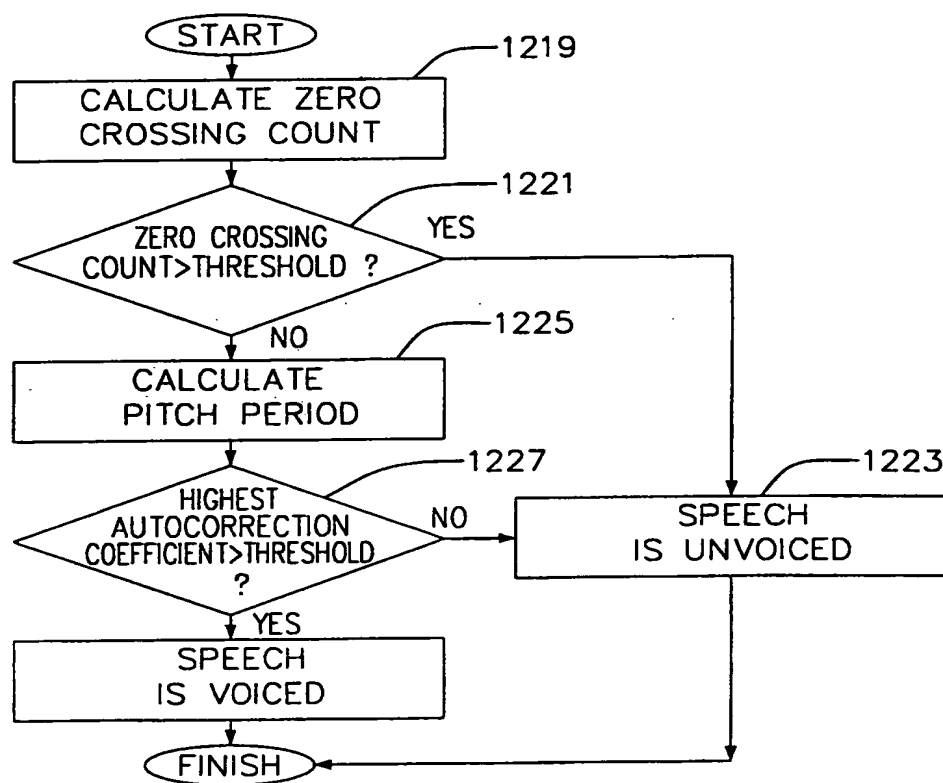 START
1219
CALCULATE ZERO
CROSSING COUNT
1221
ZERO CROSSING
COUNT>THRESHOLD ?
YES
NO
1225
CALCULATE
PITCH PERIOD
1227
HIGHEST
AUTOCORRECTION
COEFFICIENT>THRESHOLD
?
NO
1223
SPEECH
IS UNVOICED
YES
SPEECH
IS VOICED
FINISH